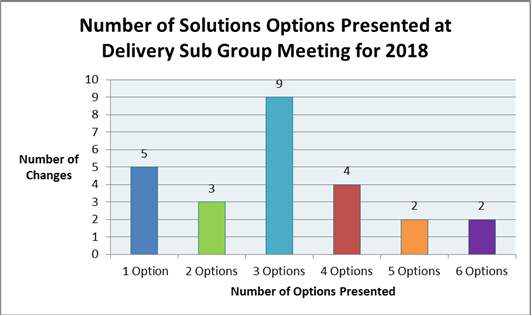 Number of Solutions Options Presented at
Delivery Sub Group Meeting for 2018
10
9
8
7
6
5
4
3
2
1
0
Number of
Changes
5
3
9
4
2
2
1 Option
2 Options
3 Options
4 Options
5 Options
6 Options
Number of Options Presented